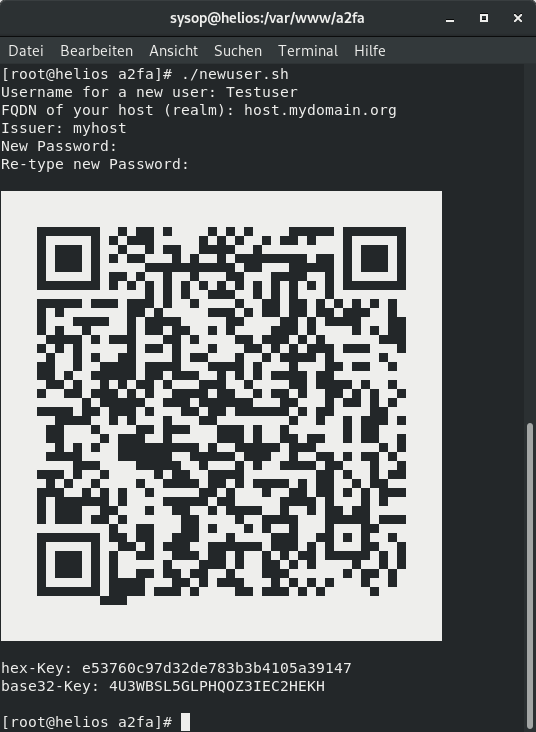 sysop@helios:/var/www/a2fa
Datei Bearbeiten Ansicht Suchen Terminal Hilfe
[root@helios a2fa]# ./newuser.sh
Username for a new user: Testuser
FQDN of your host (realm): host.mydomain.org
Issuer: myhost
New Password:
Re-type new Password:
hex-Key: e53760c97d32de783b3b4105a39147
base32-Key: 4U3WBSL5GLPHQOZ3IEC2HEKH
[root@helios a2fa]#